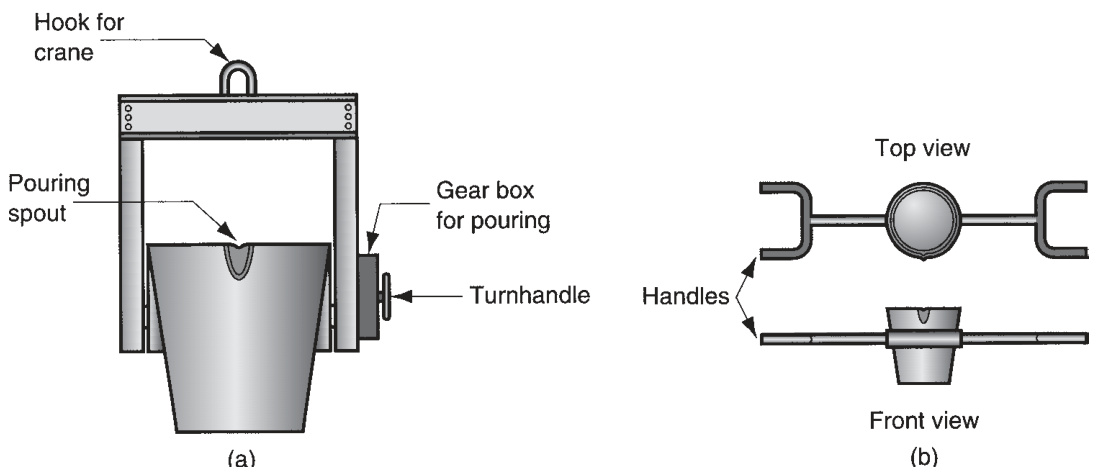 Hook for
crane
Pouring
spout
Gear box
for pouring
Turnhandle
(a)
Top view
Handles
Front view
(b)